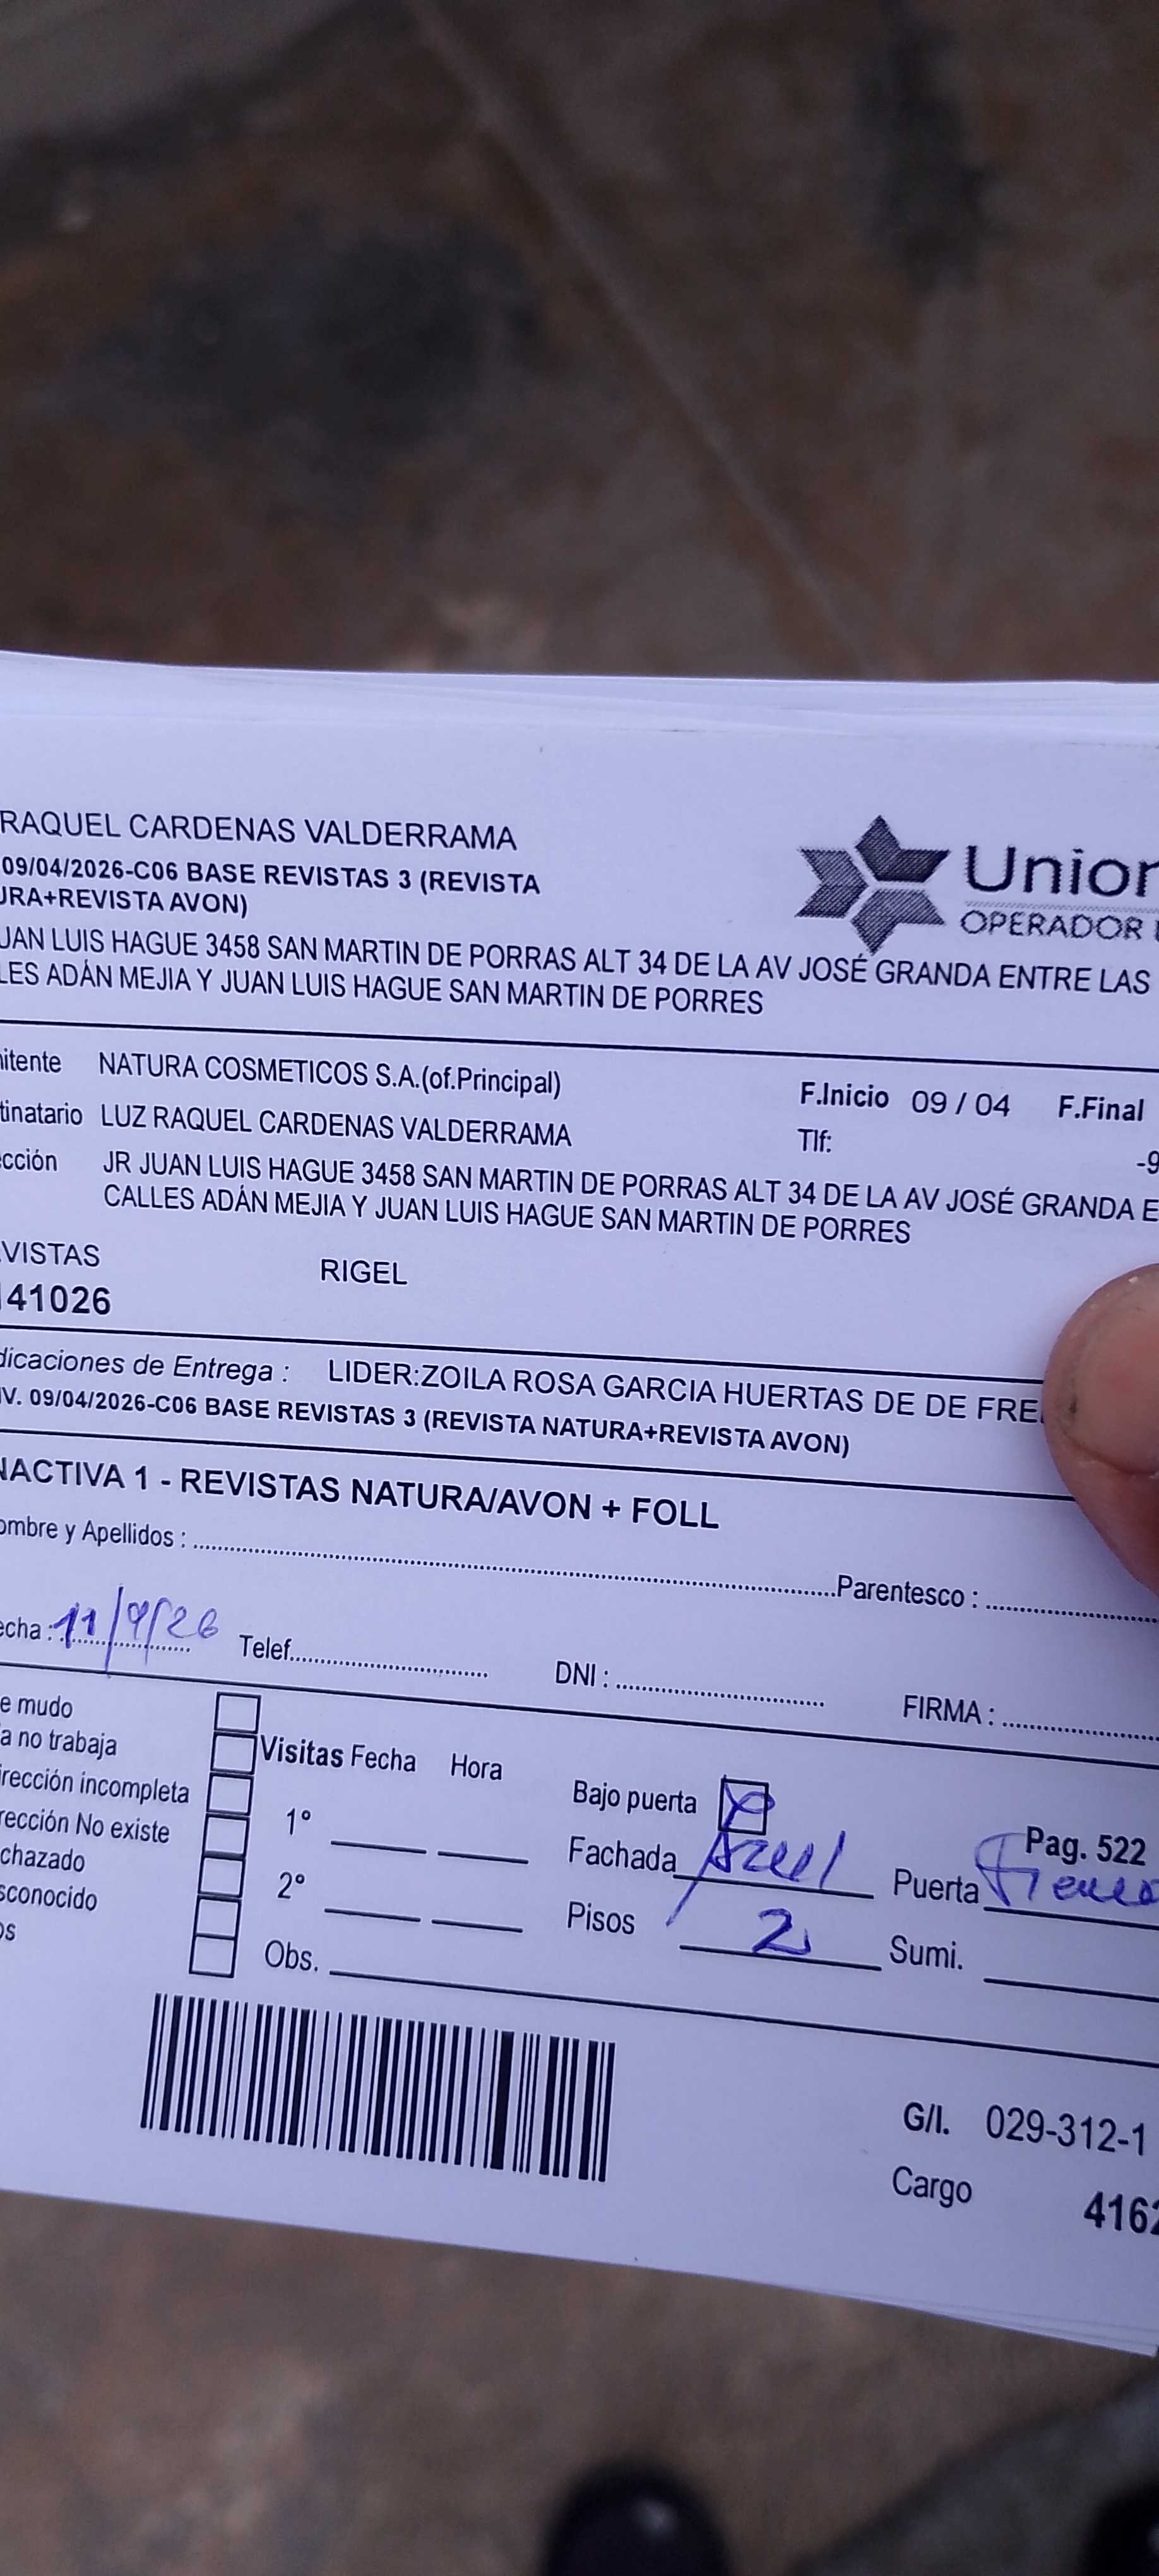 RAQUEL CARDENAS VALDERRAMA
09/04/2026-C06 BASE REVISTAS 3 (REVISTA
URA+REVISTA AVON)
UAN LUIS HAGUE 3458 SAN MARTIN DE PORRAS ALT 34 DE LA AV JOSÉ GRANDA ENTRE LAS
LES ADÁN MEJIA Y JUAN LUIS HAGUE SAN MARTIN DE PORRES
Union
OPERADOR
itente NATURA COSMETICOS S.A.(of.Principal)
F.Inicio 09 / 04 F.Final
tinatario LUZ RAQUEL CARDENAS VALDERRAMA
Tlf: -9
cción JR JUAN LUIS HAGUE 3458 SAN MARTIN DE PORRAS ALT 34 DE LA AV JOSÉ GRANDA E
CALLES ADÁN MEJIA Y JUAN LUIS HAGUE SAN MARTIN DE PORRES
VISTAS RIGEL
141026
dicaciones de Entrega : LIDER:ZOILA ROSA GARCIA HUERTAS DE DE FRE
V. 09/04/2026-C06 BASE REVISTAS 3 (REVISTA NATURA+REVISTA AVON)
NACTIVA 1 - REVISTAS NATURA/AVON + FOLL
ombre y Apellidos : Parentesco :
echa : 11/9/26 Telef. DNI : FIRMA :
e mudo
a no trabaja
irección incompleta
rección No existe
chazado
sconocido
os
Visitas Fecha Hora
1°
2°
Obs.
Bajo puerta
Fachada Azul Puerta
Pag. 522
Pisos 2 Sumi.
G/I. 029-312-1
Cargo 4162